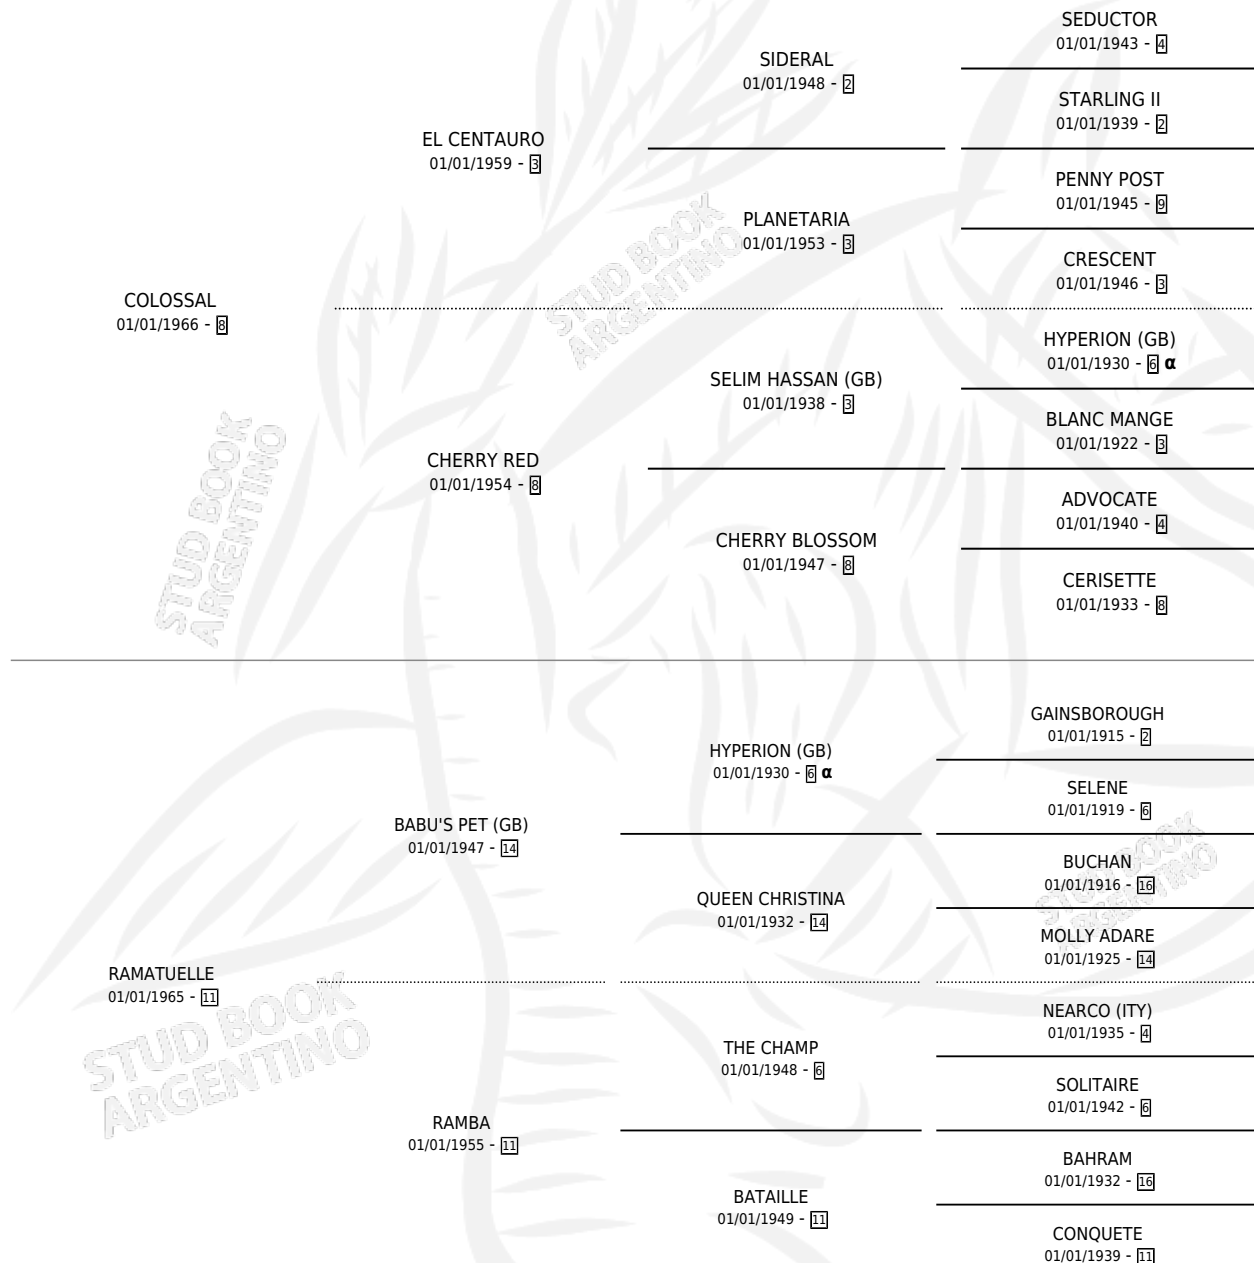 SEDUCTOR
01/01/1943 - 4
SIDERAL
01/01/1948 - 2
STARLING II
01/01/1939 - 2
EL CENTAURO
01/01/1959 - 3
PENNY POST
01/01/1945 - 9
PLANETARIA
01/01/1953 - 3
CRESCENT
01/01/1946 - 3
COLOSSAL
01/01/1966 - 8
HYPERION (GB)
01/01/1930 - 6 α
SELIM HASSAN (GB)
01/01/1938 - 3
BLANC MANGE
01/01/1922 - 3
CHERRY RED
01/01/1954 - 8
ADVOCATE
01/01/1940 - 4
CHERRY BLOSSOM
01/01/1947 - 8
CERISETTE
01/01/1933 - 8
GAINSBOROUGH
01/01/1915 - 2
HYPERION (GB)
01/01/1930 - 6 α
SELENE
01/01/1919 - 6
BABU'S PET (GB)
01/01/1947 - 14
BUCHAN
01/01/1916 - 16
QUEEN CHRISTINA
01/01/1932 - 14
MOLLY ADARE
01/01/1925 - 14
RAMATUELLE
01/01/1965 - 11
NEARCO (ITY)
01/01/1935 - 4
THE CHAMP
01/01/1948 - 6
SOLITAIRE
01/01/1942 - 6
RAMBA
01/01/1955 - 11
BAHRAM
01/01/1932 - 16
BATAILLE
01/01/1949 - 11
CONQUETE
01/01/1939 - 11
STUD BOOK
ARGENTINO
STUD BOOK
ARGENTINO
STUD BOOK
ARGENTINO
STUD BOOK
ARGENTINO